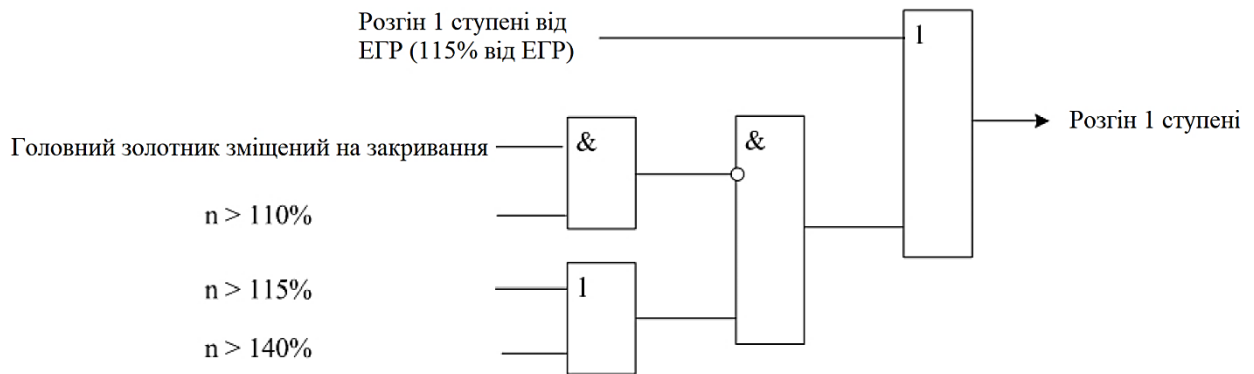 Розгін 1 ступені від
ЕГР (115% від ЕГР)
1
Розгін 1 ступені
Головний золотник зміщений на закривання
&
&
n > 110%
n > 115%
1
n > 140%